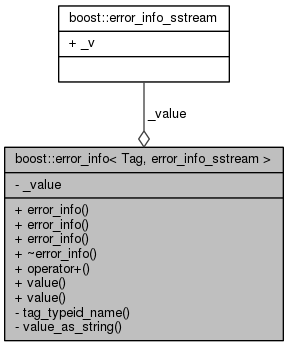 boost::error_info_sstream
+ _v
_value
boost::error_info< Tag, error_info_sstream >
- _value
+ error_info()
+ error_info()
+ error_info()
+ ~error_info()
+ operator+()
+ value()
+ value()
- tag_typeid_name()
- value_as_string()